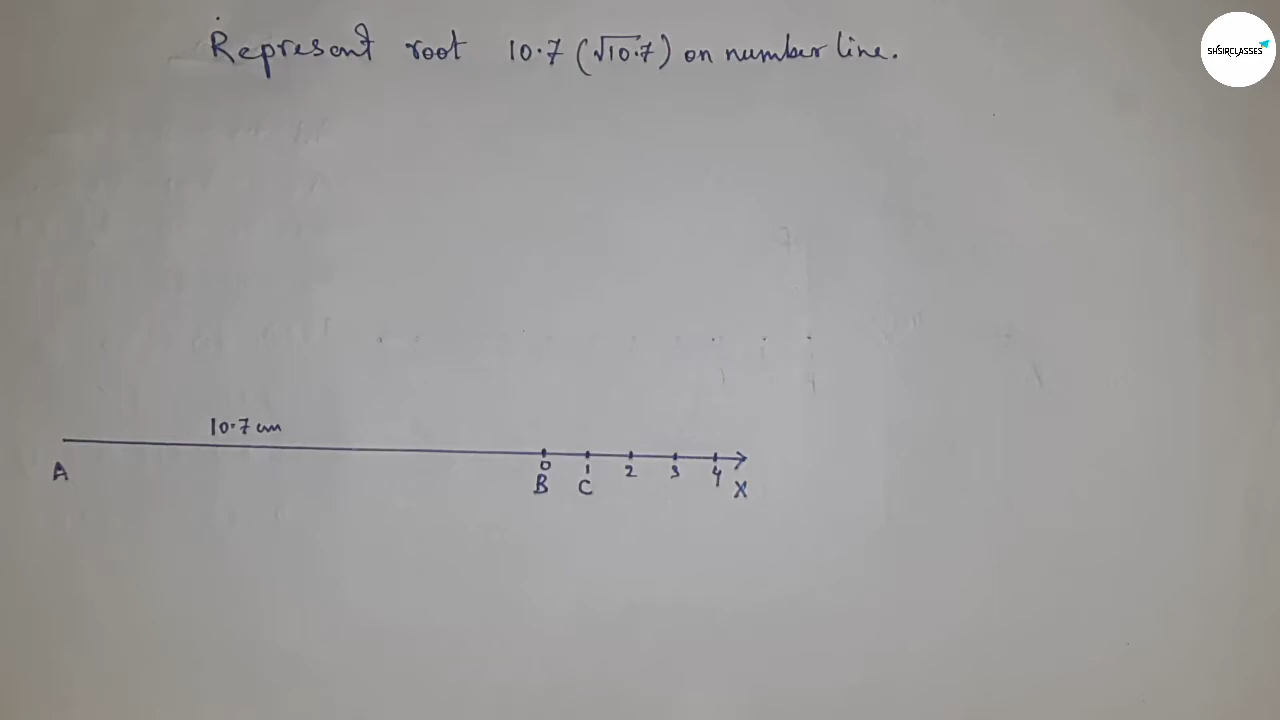 Represent root 10.7 (√10.7) on number line.
SHSIRCLASSES
10.7 cm
A
0 1 2 3 4
B C X